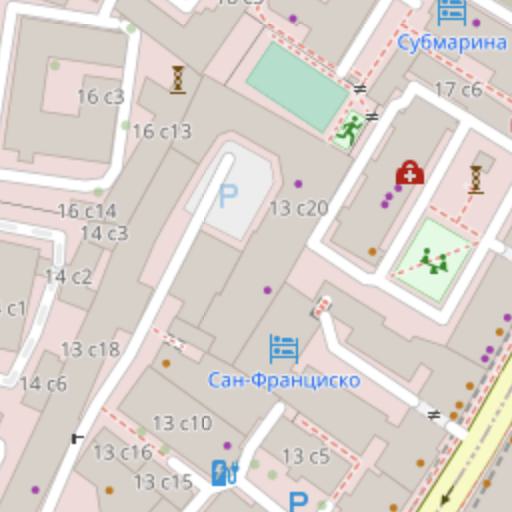 Субмарина
17 с6
16 с3
16 с13
P
13 с20
16 с14
14 с3
14 с2
с1
13 с18
14 с6
Сан-Франциско
13 с10
13 с16
13 с5
13 с15
P